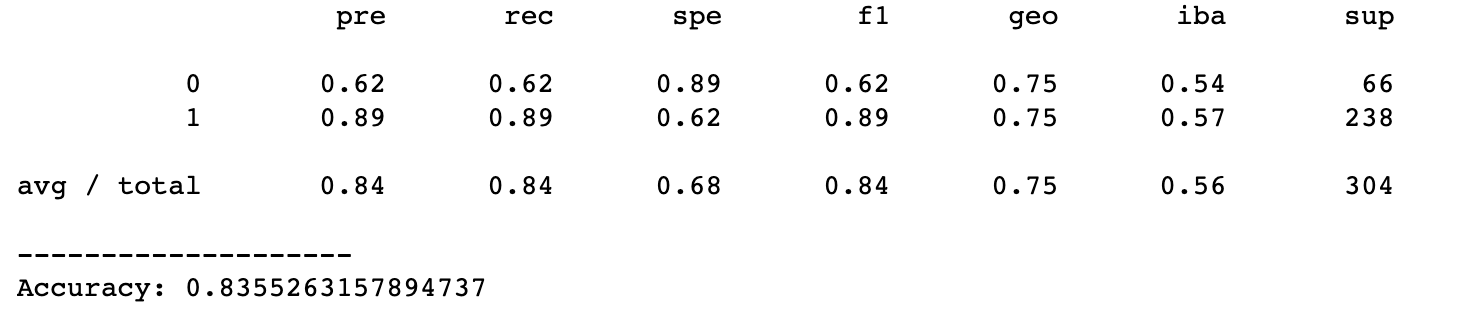 pre rec spe f1 geo iba sup
0 0.62 0.62 0.89 0.62 0.75 0.54 66
1 0.89 0.89 0.62 0.89 0.75 0.57 238
avg / total 0.84 0.84 0.68 0.84 0.75 0.56 304
--------------------
Accuracy: 0.8355263157894737